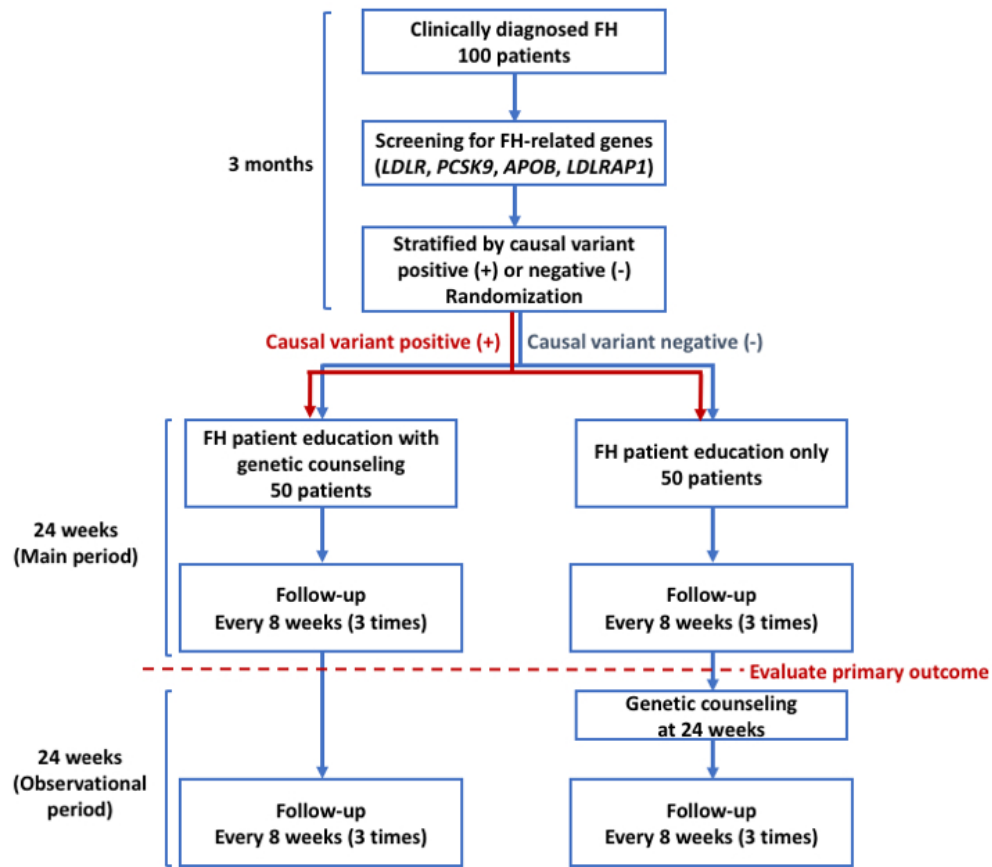 Clinically diagnosed FH
100 patients
3 months
Screening for FH-related genes
(LDLR, PCSK9, APOB, LDLRAP1)
Stratified by causal variant
positive (+) or negative (-)
Randomization
Causal variant positive (+)
Causal variant negative (-)
24 weeks
(Main period)
FH patient education with
genetic counseling
50 patients
FH patient education only
50 patients
Follow-up
Every 8 weeks (3 times)
Follow-up
Every 8 weeks (3 times)
Evaluate primary outcome
24 weeks
(Observational
period)
Genetic counseling
at 24 weeks
Follow-up
Every 8 weeks (3 times)
Follow-up
Every 8 weeks (3 times)